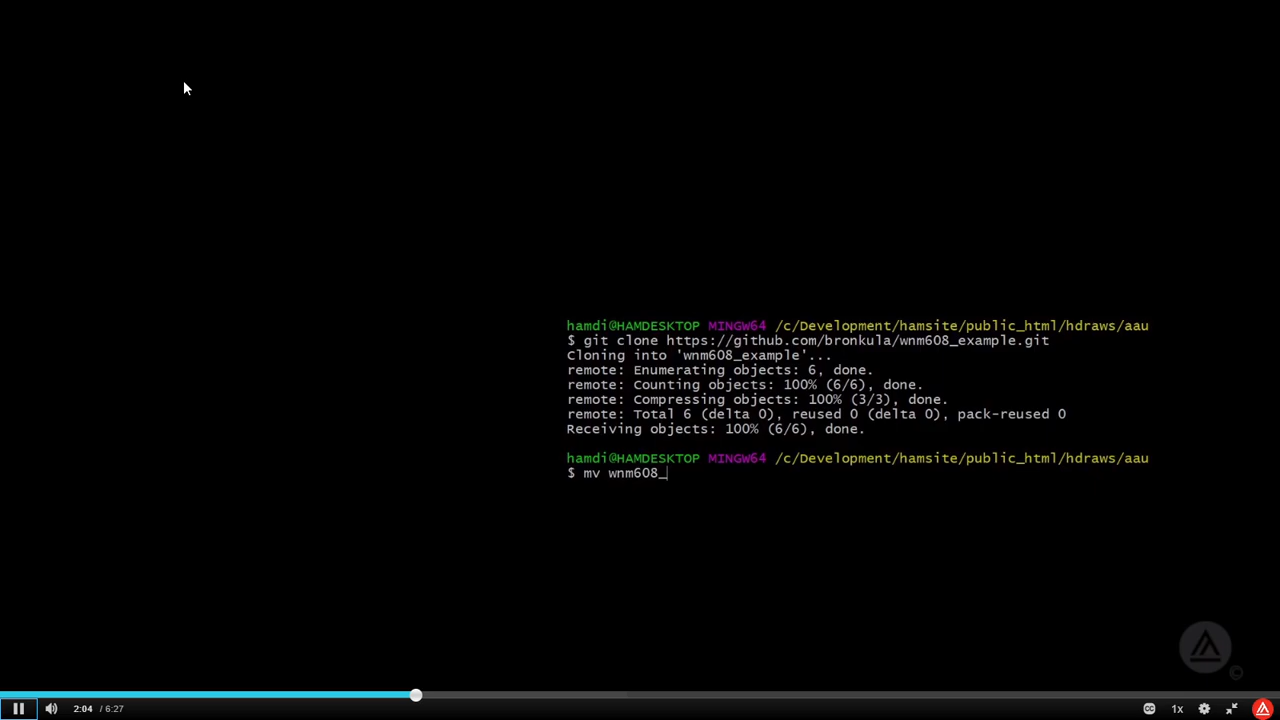 hamdi@HAMDESKTOP MINGW64 /c/Development/hamsite/public_html/hdraws/aau
$ git clone https://github.com/bronkula/wnm608_example.git
Cloning into 'wnm608_example'...
remote: Enumerating objects: 6, done.
remote: Counting objects: 100% (6/6), done.
remote: Compressing objects: 100% (3/3), done.
remote: Total 6 (delta 0), reused 0 (delta 0), pack-reused 0
Receiving objects: 100% (6/6), done.
hamdi@HAMDESKTOP MINGW64 /c/Development/hamsite/public_html/hdraws/aau
$ mv wnm608_
©
2:04 / 6:27 CC 1x